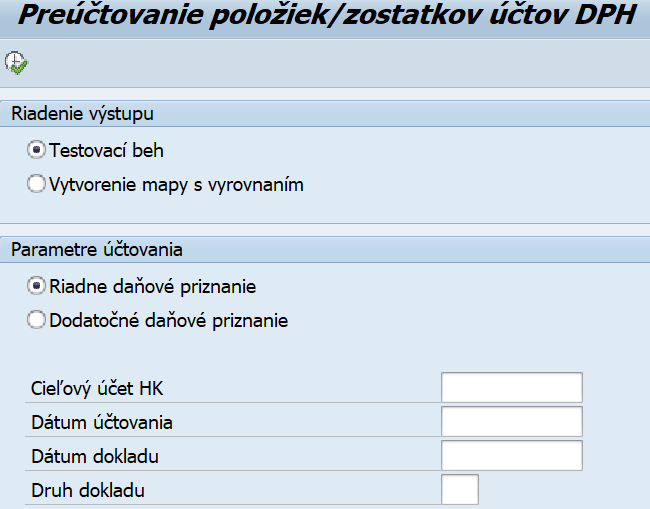 Preúčtovanie položiek/zostatkov účtov DPH
Riadenie výstupu
Testovací beh
Vytvorenie mapy s vyrovnaním
Parametre účtovania
Riadne daňové priznanie
Dodatočné daňové priznanie
Cieľový účet HK
Dátum účtovania
Dátum dokladu
Druh dokladu